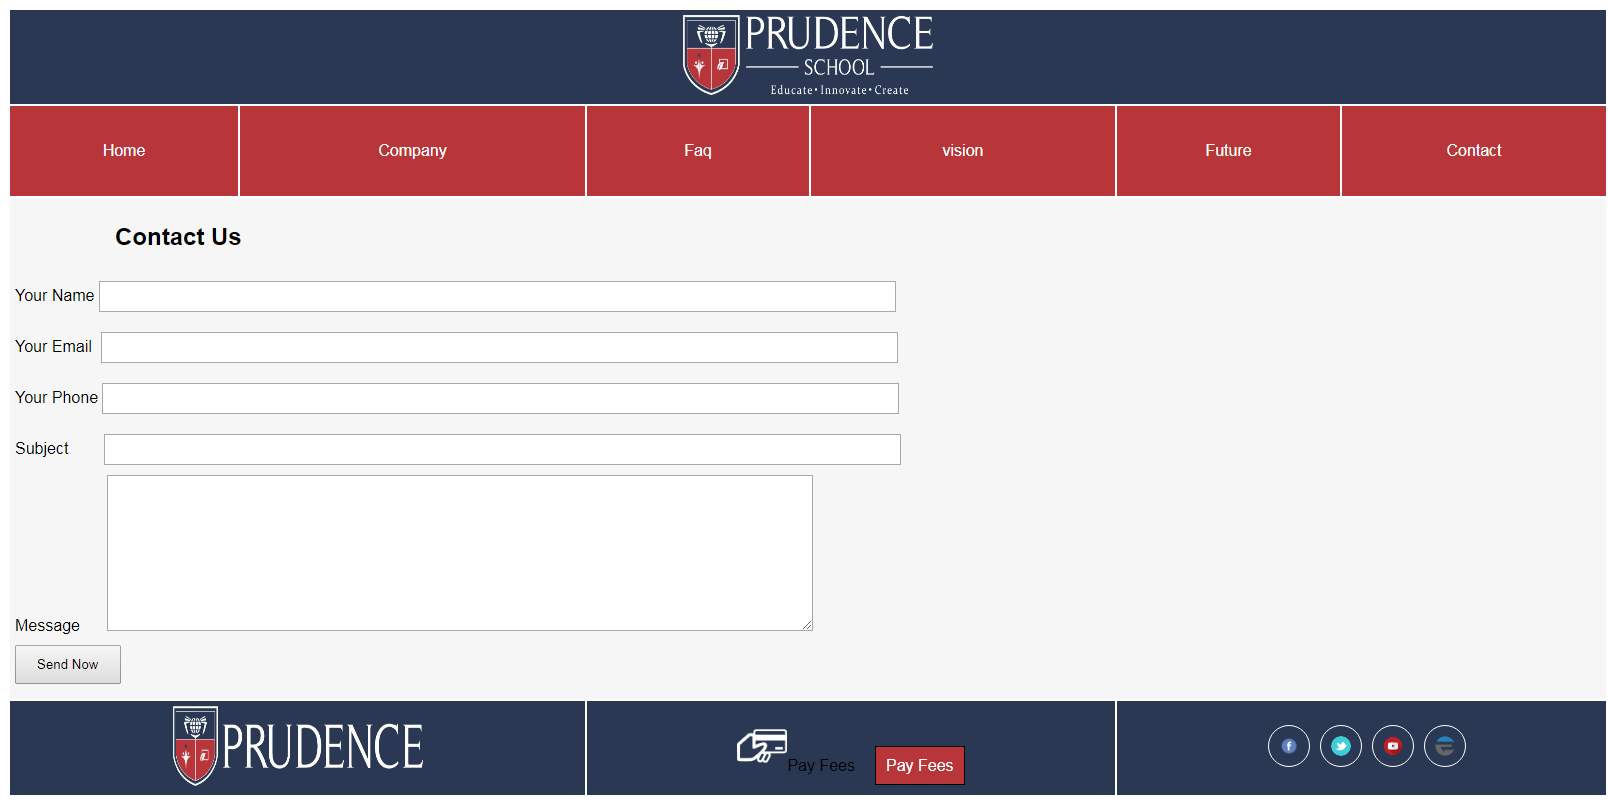 PRUDENCE
SCHOOL
Educate • Innovate • Create
Home Company Faq vision Future Contact
Contact Us
Your Name
Your Email
Your Phone
Subject
Message
Send Now
PRUDENCE
Pay Fees Pay Fees